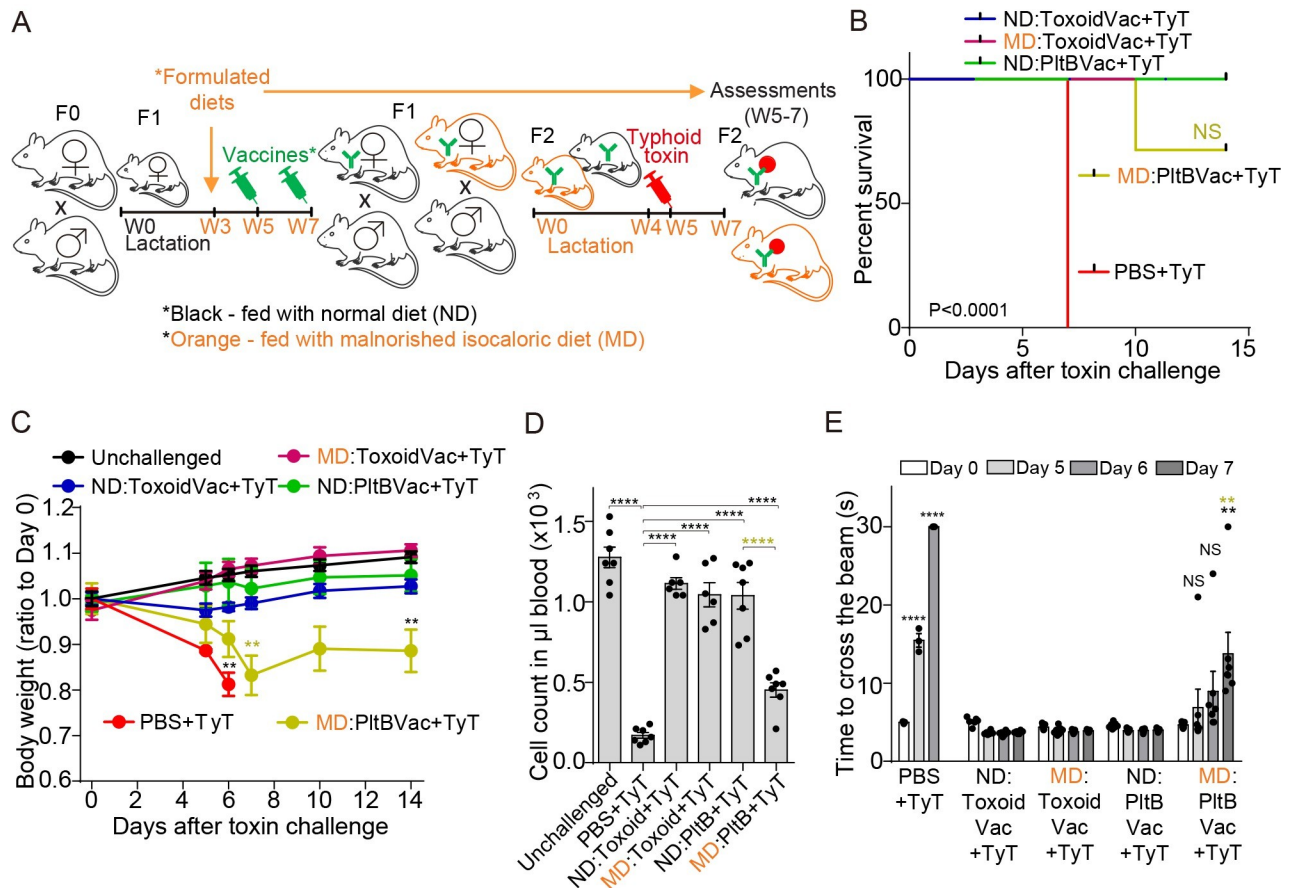 A
*Formulated
diets
Assessments
(W5-7)
F0
F1
F1
F2
Typhoid
toxin
F2
Vaccines*
X
X
X
W0
W3
W5
W7
Lactation
W0
W4
W5
W7
Lactation
*Black - fed with normal diet (ND)
*Orange - fed with malnorished isocaloric diet (MD)
B
ND:ToxoidVac+TyT
MD:ToxoidVac+TyT
ND:PltBVac+TyT
Percent survival
100
50
0
NS
MD:PltBVac+TyT
PBS+TyT
P<0.0001
0 5 10 15
Days after toxin challenge
C
Unchallenged
MD:ToxoidVac+TyT
ND:ToxoidVac+TyT
ND:PltBVac+TyT
Body weight (ratio to Day 0)
1.2
1.1
1.0
0.9
0.8
0.7
0.6
**
**
**
PBS+TyT
MD:PltBVac+TyT
0 2 4 6 8 10 12 14
Days after toxin challenge
D
Cell count in µl blood (x10 3)
1.5
1.0
0.5
0.0
**** ****
****
****
**** ****
Unchallenged
PBS+TyT
ND:Toxoid+TyT
MD:Toxoid+TyT
ND:PltB+TyT
MD:PltB+TyT
E
Day 0 Day 5 Day 6 Day 7
Time to cross the beam (s)
30
20
10
0
****
****
**
**
NS
NS
PBS
+TyT
ND:
Toxoid
Vac
+TyT
MD:
Toxoid
Vac
+TyT
ND:
PltB
Vac
+TyT
MD:
PltB
Vac
+TyT